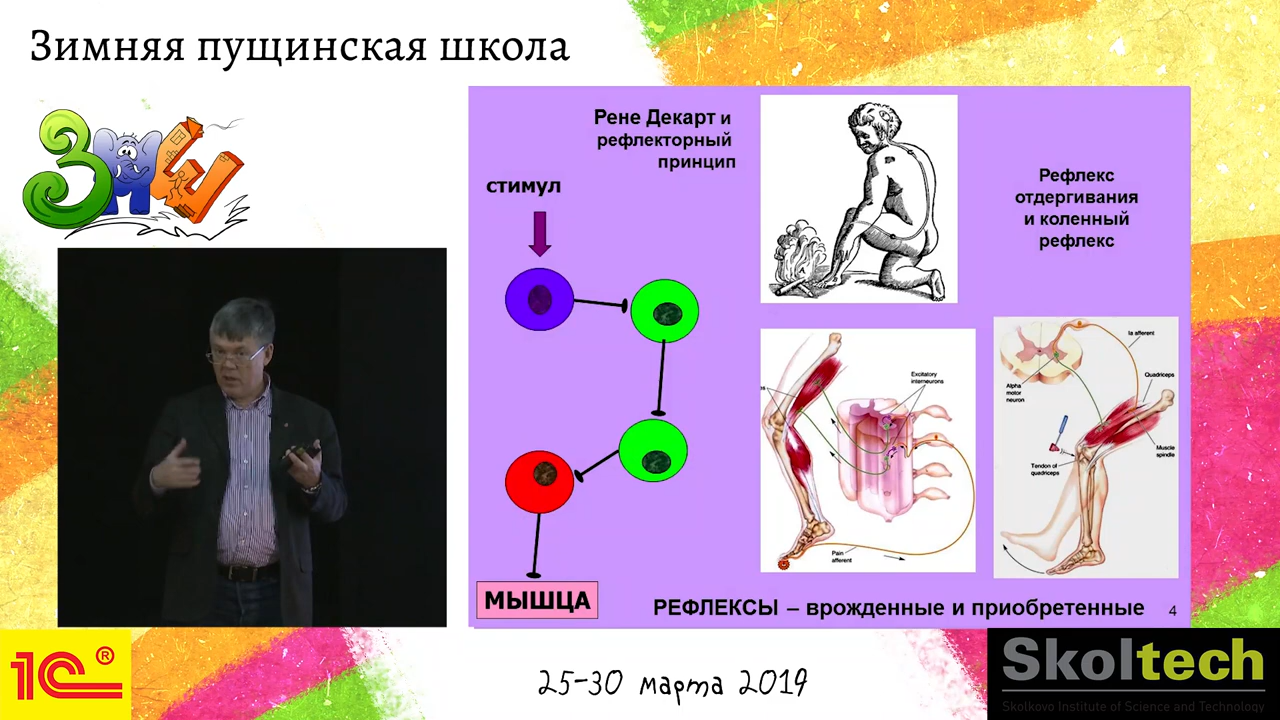 Зимняя пущинская школа
ЗПШ
Рене Декарт и
рефлекторный
принцип
стимул
Рефлекс
отдергивания
и коленный
рефлекс
Excitatory
interneurons
Pain
afferent
Ia afferent
Alpha
motor
neuron
Quadriceps
Muscle
spindle
Tendon of
quadriceps
МЫШЦА
РЕФЛЕКСЫ – врожденные и приобретенные
4
1С®
25-30 марта 2019
Skoltech
Skolkovo Institute of Science and Technology